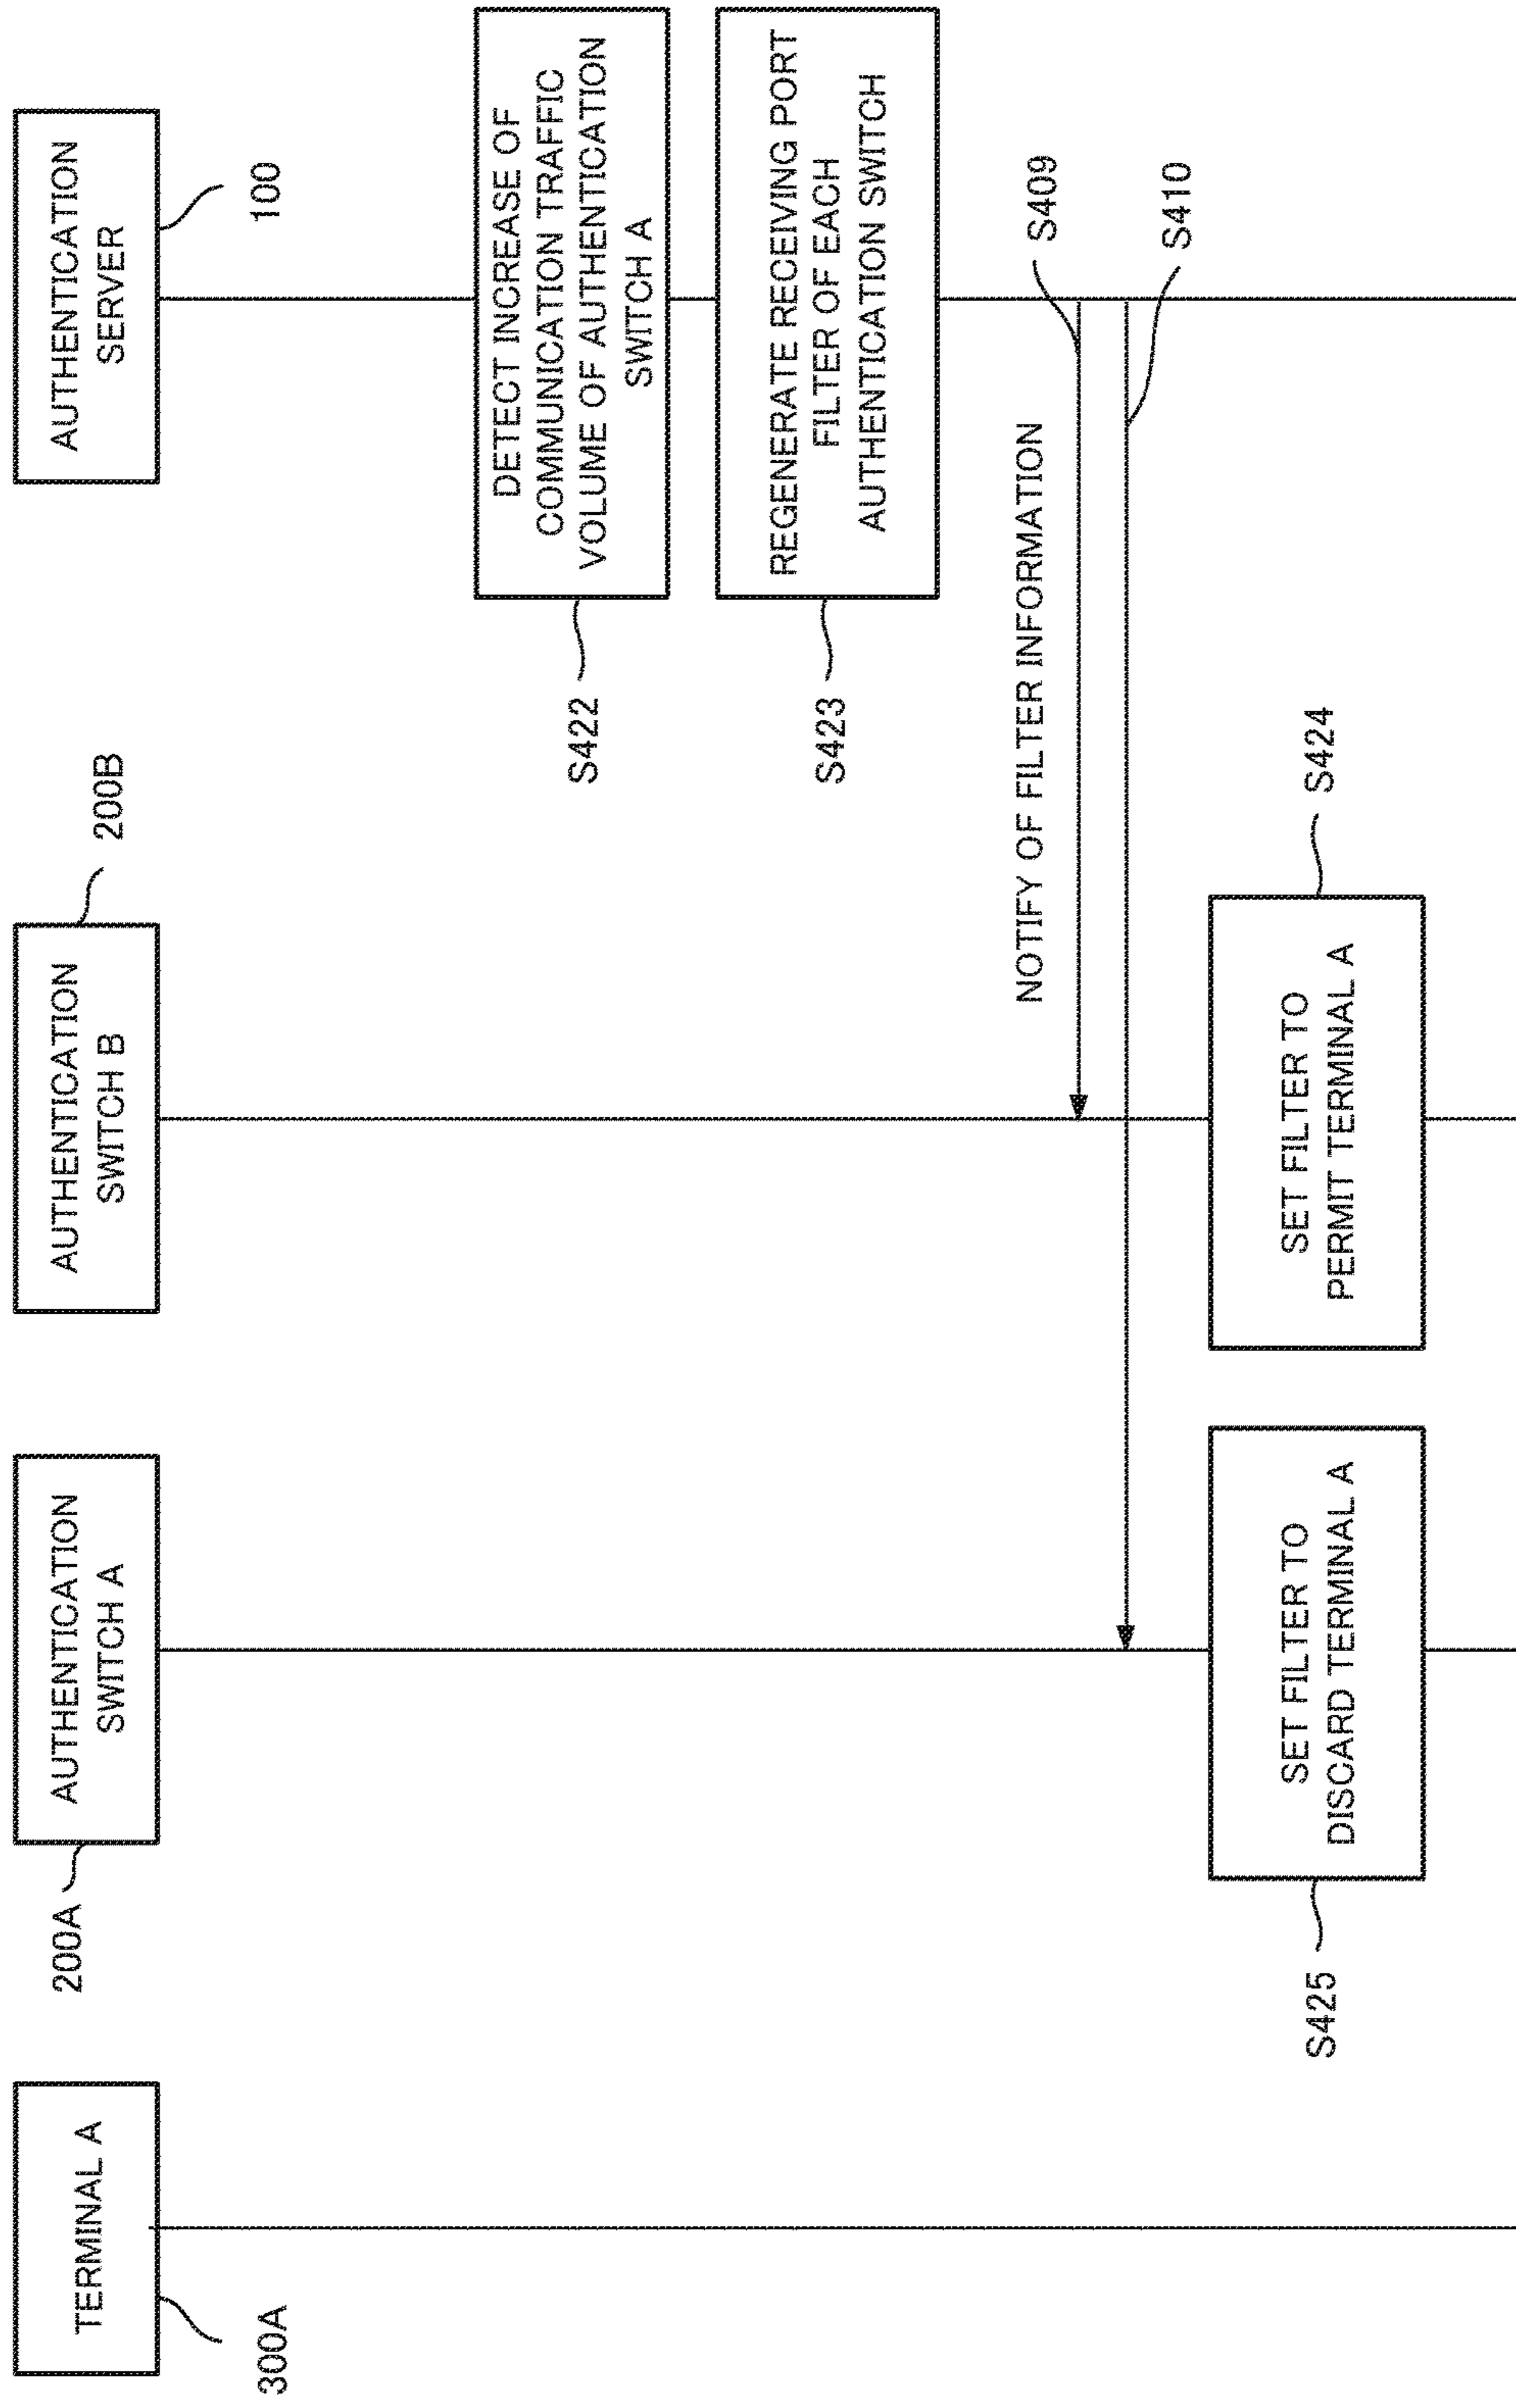 TERMINAL A
300A
AUTHENTICATION
SWITCH A
200A
AUTHENTICATION
SWITCH B
200B
AUTHENTICATION
SERVER
100
DETECT INCREASE OF
COMMUNICATION TRAFFIC
VOLUME OF AUTHENTICATION
SWITCH A
S422
REGENERATE RECEIVING PORT
FILTER OF EACH
AUTHENTICATION SWITCH
S423
NOTIFY OF FILTER INFORMATION
S409
S410
S425
SET FILTER TO
DISCARD TERMINAL A
SET FILTER TO
PERMIT TERMINAL A
S424